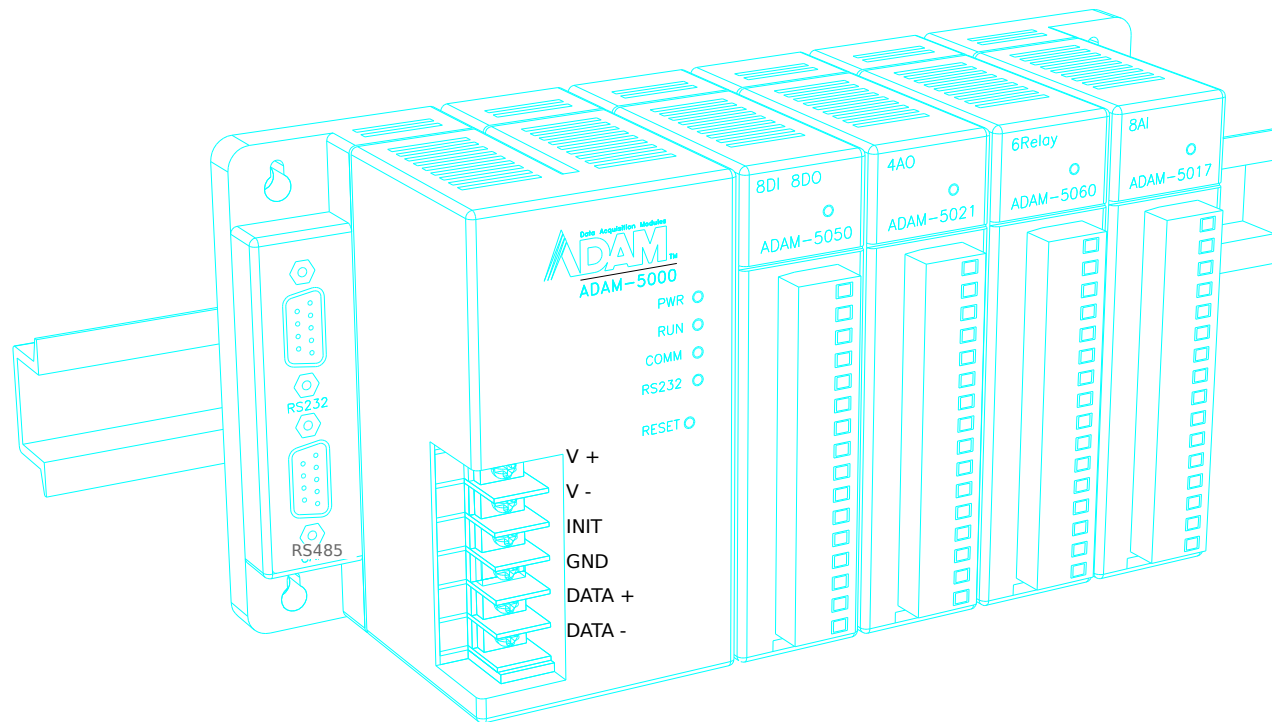 Data Acquisition Modules
ADAM™
ADAM-5000
PWR
RUN
COMM
RS232
RESET
V +
V -
INIT
GND
DATA +
DATA -
RS232
RS485
8DI 8DO
ADAM-5050
4AO
ADAM-5021
6Relay
ADAM-5060
8AI
ADAM-5017